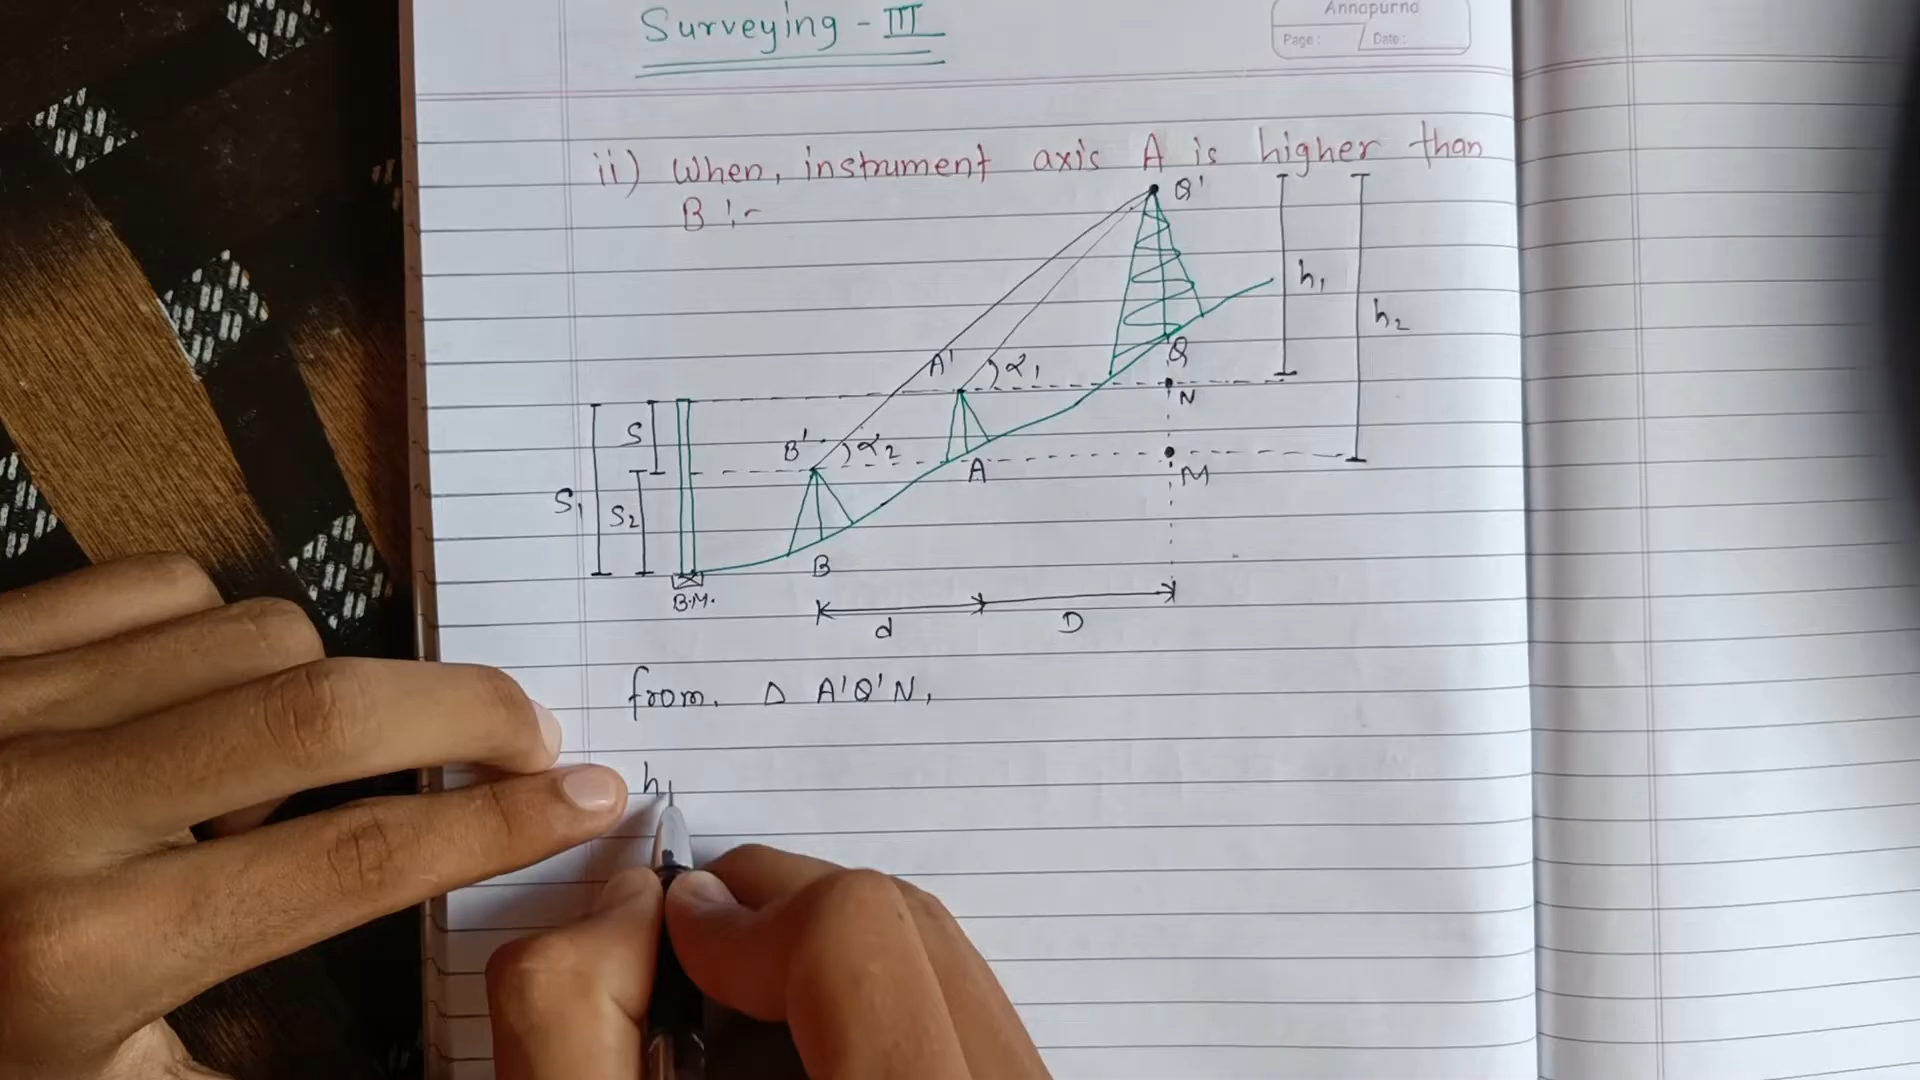 Surveying - III
Annapurna
Page :
Date :
ii) When, instrument axis A is higher than
B :-
Q'
h₁
h₂
Q
A'
α₁
N
S
B'
α₂
A
M
S₁
S₂
B
B.M.
d
D
from. Δ A'Q'N,
h₁